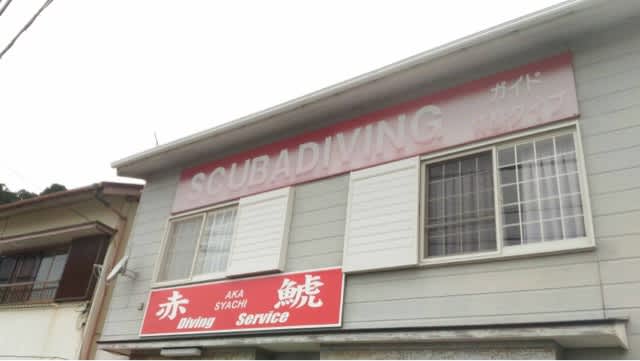 SCUBADIVING
ガイド
赤
AKA
SYACHI
鯱
Diving Service